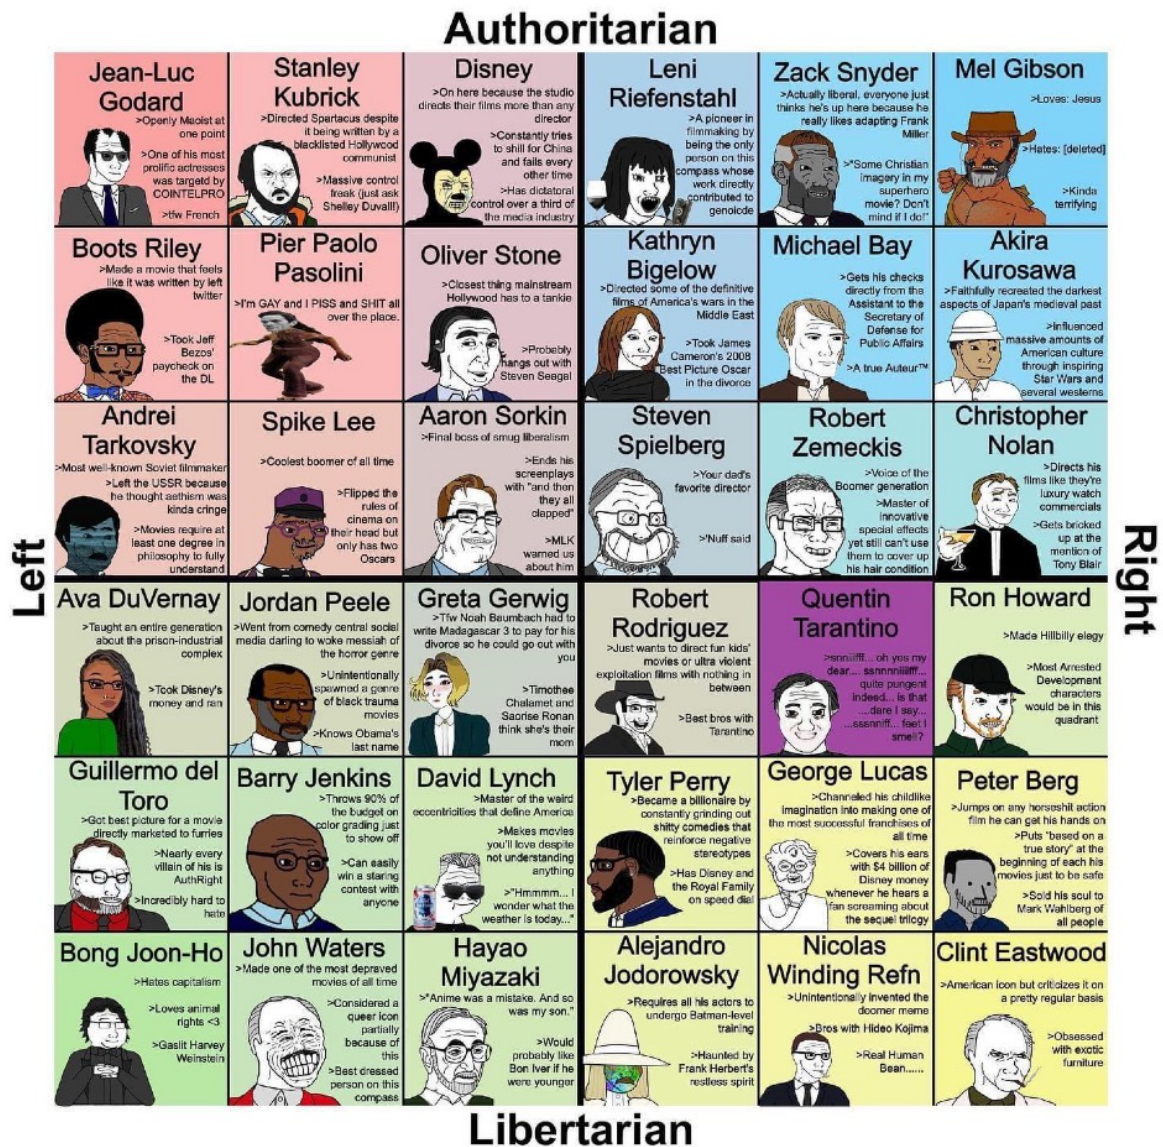 Authoritarian
Left
Right
Jean-Luc
Godard
>Openly Maoist at
one point
>One of his most
prolific actresses
was targetd by
COINTELPRO
>tfw French
Stanley
Kubrick
>Directed Spartacus despite
it being written by a
blacklisted Hollywood
communist
>Massive control
freak (just ask
Shelley Duvall!)
Disney
>On here because the studio
directs their films more than any
director
>Constantly tries
to shill for China
and fails every
other time
>Has dictatoral
control over a third of
the media industry
Leni
Riefenstahl
>A pioneer in
filmmaking by
being the only
person on this
compass whose
work directly
contributed to
genoicde
Zack Snyder
>Actually liberal, everyone just
thinks he's up here because he
really likes adapting Frank
Miller
>"Some Christian
imagery in my
superhero
movie? Don't
mind if I do!"
Mel Gibson
>Loves: Jesus
>Hates: [deleted]
>Kinda
terrifying
Boots Riley
>Made a movie that feels
like it was written by left
twitter
>Took Jeff
Bezos'
paycheck on
the DL
Pier Paolo
Pasolini
>I'm GAY and I PISS and SHIT all
over the place.
Oliver Stone
>Closest thing mainstream
Hollywood has to a tankie
>Probably
hangs out with
Steven Seagal
Kathryn
Bigelow
>Directed some of the definitive
films of America's wars in the
Middle East
>Took James
Cameron's 2008
Best Picture Oscar
in the divorce
Michael Bay
>Gets his checks
directly from the
Assistant to the
Secretary of
Defense for
Public Affairs
>A true Auteur™
Akira
Kurosawa
>Faithfully recreated the darkest
aspects of Japan's medieval past
>Influenced
massive amounts of
American culture
through inspiring
Star Wars and
several westerns
Andrei
Tarkovsky
>Most well-known Soviet filmmaker
>Left the USSR because
he thought aethism was
kinda cringe
>Movies require at
least one degree in
philosophy to fully
understand
Spike Lee
>Coolest boomer of all time
>Flipped the
rules of
cinema on
their head but
only has two
Oscars
Aaron Sorkin
>Final boss of smug liberalism
>Ends his
screenplays
with "and then
they all
clapped"
>MLK
warned us
about him
Steven
Spielberg
>Your dad's
favorite director
>'Nuff said
Robert
Zemeckis
>Voice of the
Boomer generation
>Master of
innovative
special effects
yet still can't use
them to cover up
his hair condition
Christopher
Nolan
>Directs his
films like they're
luxury watch
commercials
>Gets bricked
up at the
mention of
Tony Blair
Ava DuVernay
>Taught an entire generation
about the prison-industrial
complex
>Took Disney's
money and ran
Jordan Peele
>Went from comedy central social
media darling to woke messiah of
the horror genre
>Unintentionally
spawned a genre
of black trauma
movies
>Knows Obama's
last name
Greta Gerwig
>Tfw Noah Baumbach had to
write Madagascar 3 to pay for his
divorce so he could go out with
you
>Timothee
Chalamet and
Saorise Ronan
think she's their
mom
Robert
Rodriguez
>Just wants to direct fun kids'
movies or ultra violent
exploitation films with nothing in
between
>Best bros with
Tarantino
Quentin
Tarantino
>snniifff... oh yes my
dear.... ssnnnniiifff...
quite pungent
indeed... is that
....dare I say...
...sssnniff... feet I
smell?
Ron Howard
>Made Hillbilly elegy
>Most Arrested
Development
characters
would be in this
quadrant
Guillermo del
Toro
>Got best picture for a movie
directly marketed to furries
>Nearly every
villain of his is
AuthRight
>Incredibly hard to
hate
Barry Jenkins
>Throws 90% of
the budget on
color grading just
to show off
>Can easily
win a staring
contest with
anyone
David Lynch
>Master of the weird
eccentricities that define America
>Makes movies
you'll love despite
not understanding
anything
>"Hmmmm... I
wonder what the
weather is today..."
Tyler Perry
>Became a billionaire by
constantly grinding out
shitty comedies that
reinforce negative
stereotypes
>Has Disney and
the Royal Family
on speed dial
George Lucas
>Channeled his childlike
imagination into making one of
the most successful franchises of
all time
>Covers his ears
with $4 billion of
Disney money
whenever he hears a
fan screaming about
the sequel trilogy
Peter Berg
>Jumps on any horseshit action
film he can get his hands on
>Puts "based on a
true story" at the
beginning of each his
movies just to be safe
>Sold his soul to
Mark Wahlberg of
all people
Bong Joon-Ho
>Hates capitalism
>Loves animal
rights <3
>Gaslit Harvey
Weinstein
John Waters
>Made one of the most depraved
movies of all time
>Considered a
queer icon
partially
because of
this
>Best dressed
person on this
compass
Hayao
Miyazaki
>"Anime was a mistake. And so
was my son."
>Would
probably like
Bon Iver if he
were younger
Alejandro
Jodorowsky
>Requires all his actors to
undergo Batman-level
training
>Haunted by
Frank Herbert's
restless spirit
Nicolas
Winding Refn
>Unintentionally invented the
doomer meme
>Bros with Hideo Kojima
>Real Human
Bean......
Clint Eastwood
>American icon but criticizes it on
a pretty regular basis
>Obsessed
with exotic
furniture
Libertarian